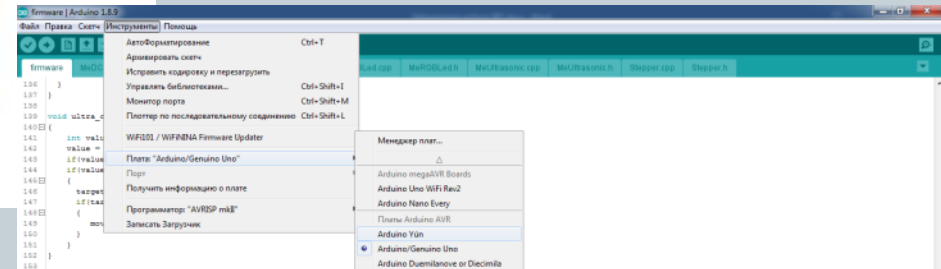 firmware | Arduino 1.8.9
Файл Правка Скетч Инструменты Помощь
АвтоФорматирование Ctrl+T
Архивировать скетч
Исправить кодировку и перезагрузить
Управлять библиотеками... Ctrl+Shift+I
Монитор порта Ctrl+Shift+M
Плоттер по последовательному соединению Ctrl+Shift+L
WiFi101 / WiFiNINA Firmware Updater
Плата: "Arduino/Genuino Uno"
Порт
Получить информацию о плате
Программатор: "AVRISP mkII"
Записать Загрузчик
Менеджер плат...
Arduino megaAVR Boards
Arduino Uno WiFi Rev2
Arduino Nano Every
Платы Arduino AVR
Arduino Yún
Arduino/Genuino Uno
Arduino Duemilanove or Diecimila
firmware MeDC Led.cpp MeRGBLed.h MeUltrasonic.cpp MeUltrasonic.h Stepper.cpp Stepper.h
136 }
137 }
138
139 void ultra_
140 {
141 int valu
142 value =
143 if(value
144 if(value
145 {
146 target
147 if(tar
148 {
149 mov
150 }
151 }
152 }
153